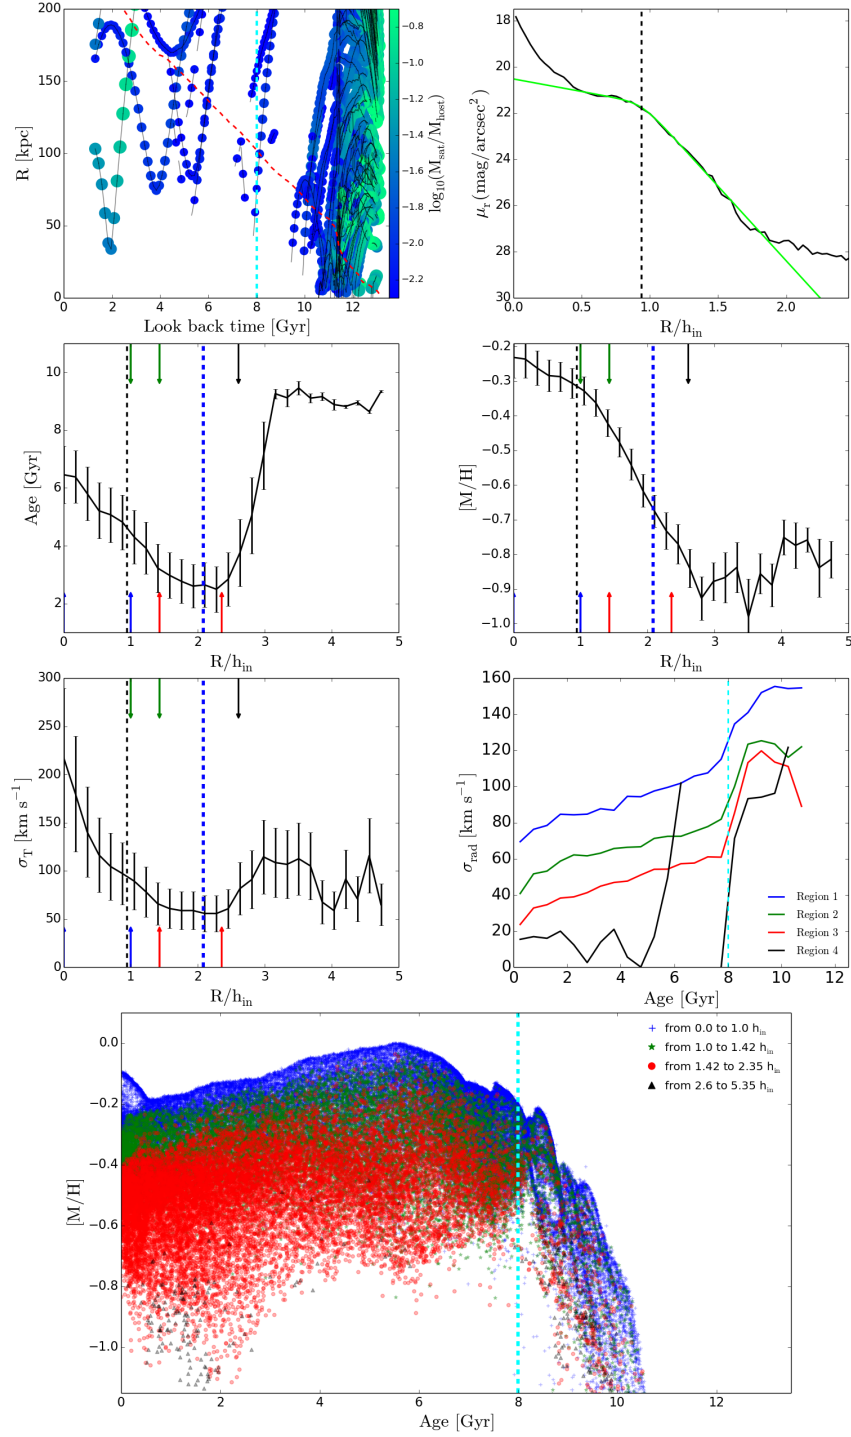 200
150
100
50
0
R [kpc]
0 2 4 6 8 10 12
Look back time [Gyr]
−0.8
−1.0
−1.2
−1.4
−1.6
−1.8
−2.0
−2.2
log10(Msat/Mhost)
18
20
22
24
26
28
30
μr(mag/arcsec²)
0.0 0.5 1.0 1.5 2.0
R/hin
10
8
6
4
2
Age [Gyr]
0 1 2 3 4 5
R/hin
−0.2
−0.3
−0.4
−0.5
−0.6
−0.7
−0.8
−0.9
−1.0
[M/H]
0 1 2 3 4 5
R/hin
300
250
200
150
100
50
0
σT [km s⁻¹]
0 1 2 3 4 5
R/hin
160
140
120
100
80
60
40
20
0
σrad [km s⁻¹]
Region 1
Region 2
Region 3
Region 4
0 2 4 6 8 10 12
Age [Gyr]
0.0
−0.2
−0.4
−0.6
−0.8
−1.0
[M/H]
from 0.0 to 1.0 hin
from 1.0 to 1.42 hin
from 1.42 to 2.35 hin
from 2.6 to 5.35 hin
0 2 4 6 8 10 12
Age [Gyr]